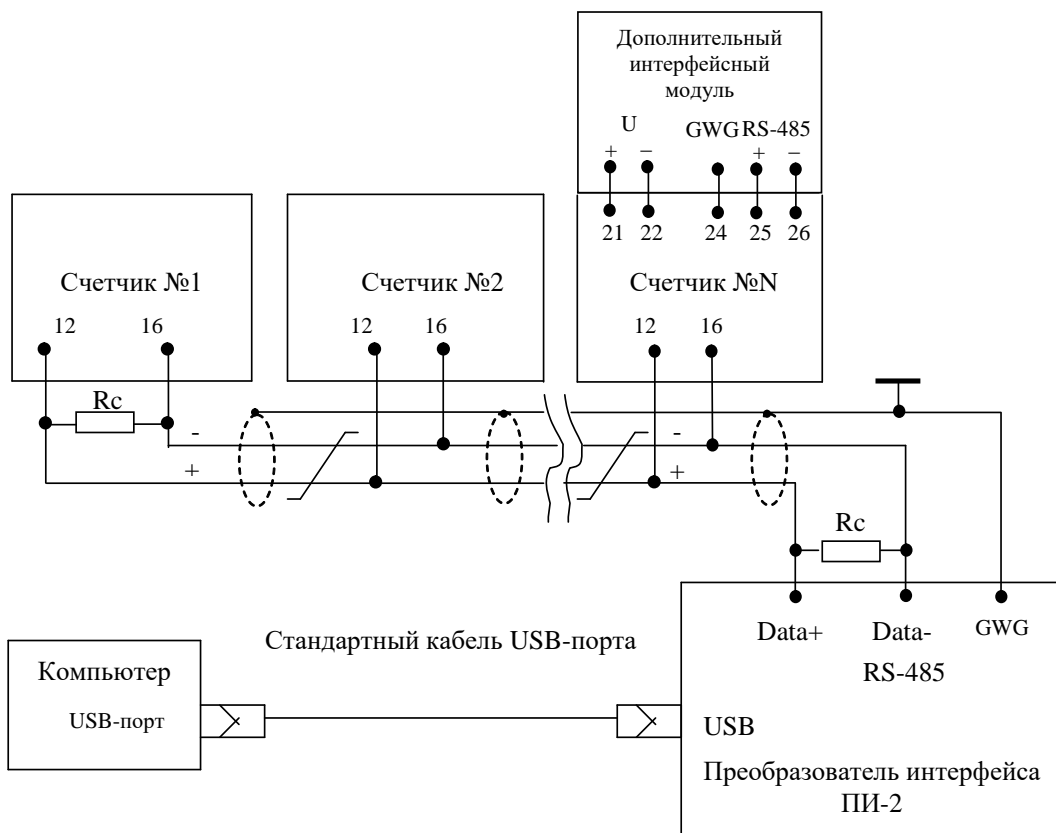 Дополнительный
интерфейсный
модуль
U GWG RS-485
+ – + –
21 22 24 25 26
Счетчик №1 Счетчик №2 Счетчик №N
12 16 12 16 12 16
Rc
- -
+ +
Rc
Data+ Data- GWG
RS-485
Стандартный кабель USB-порта
Компьютер
USB-порт
USB
Преобразователь интерфейса
ПИ-2